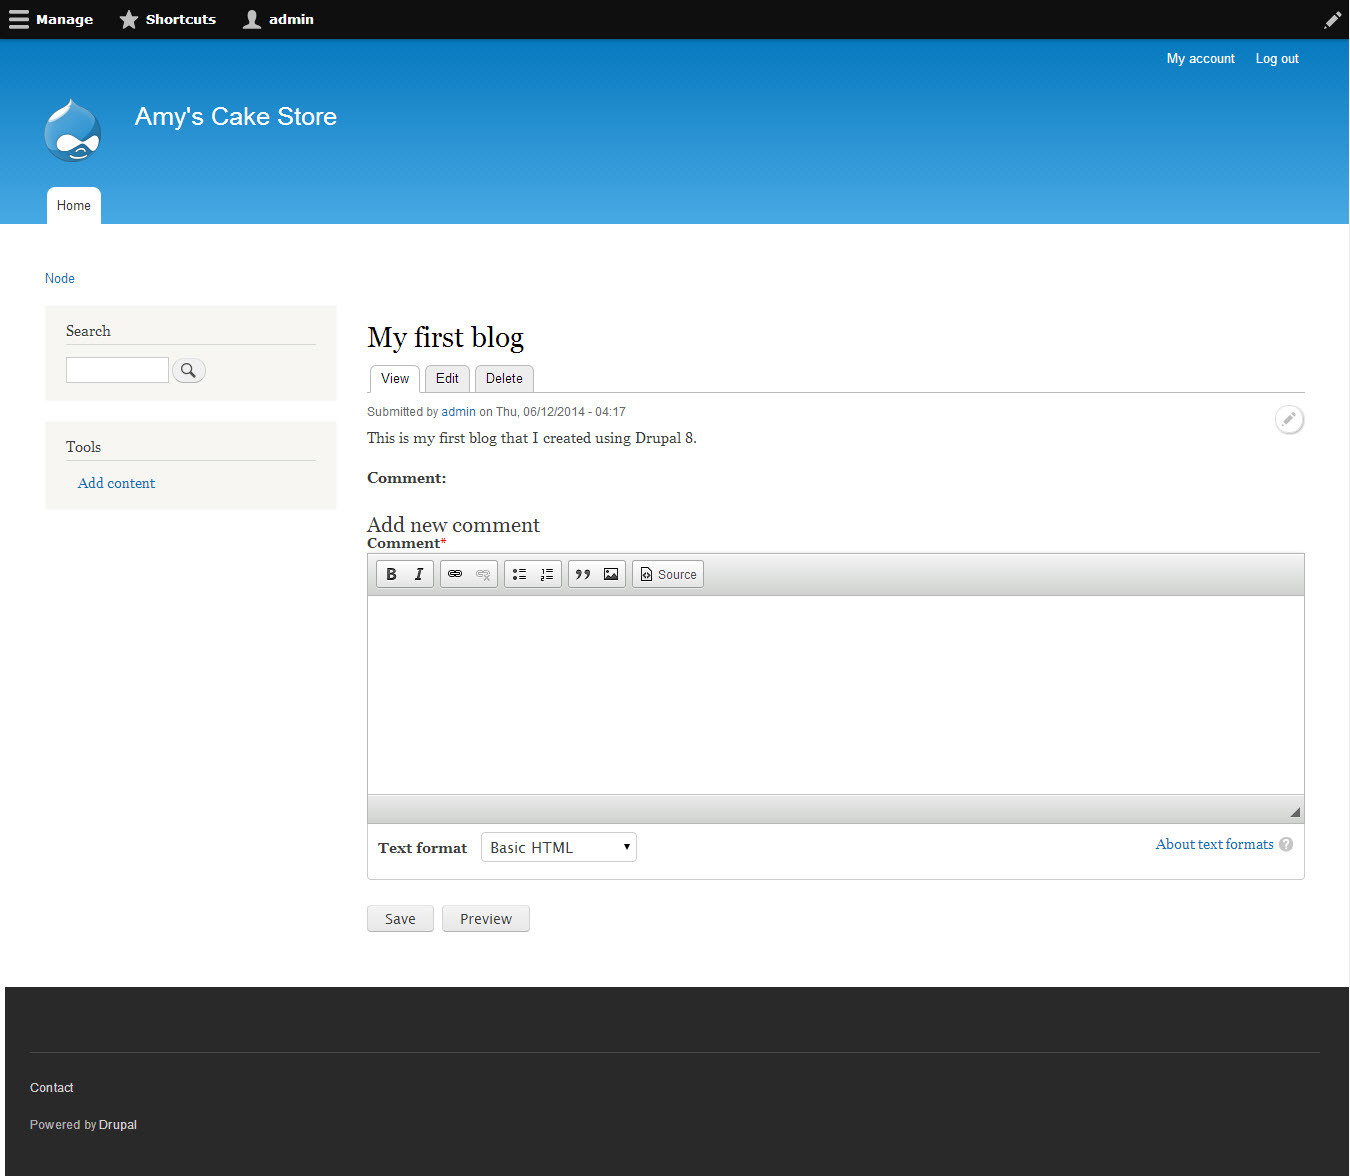 Manage Shortcuts admin
My account Log out
Amy's Cake Store
Home
Node
Search
Tools
Add content
My first blog
View Edit Delete
Submitted by admin on Thu, 06/12/2014 - 04:17
This is my first blog that I created using Drupal 8.
Comment:
Add new comment
Comment*
B I Source
Text format Basic HTML About text formats ?
Save Preview
Contact
Powered by Drupal